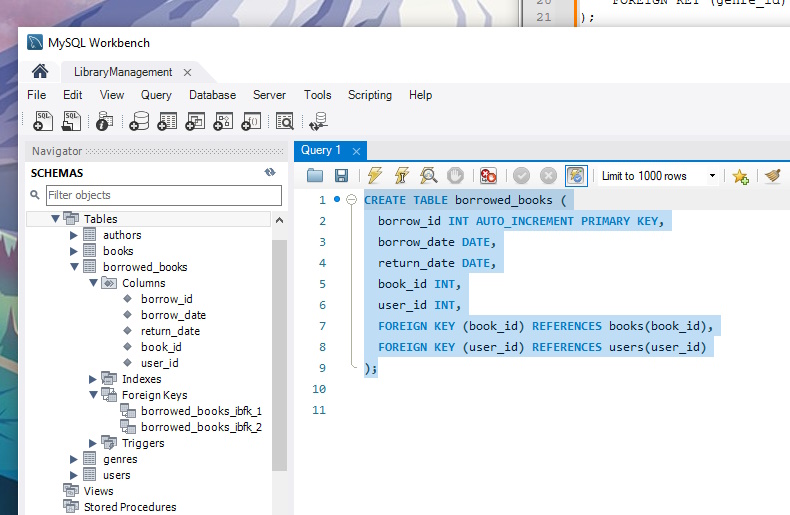 20 FOREIGN KEY (genre_id)
21 );
MySQL Workbench
LibraryManagement
File Edit View Query Database Server Tools Scripting Help
Navigator
SCHEMAS
Filter objects
Tables
authors
books
borrowed_books
Columns
borrow_id
borrow_date
return_date
book_id
user_id
Indexes
Foreign Keys
borrowed_books_ibfk_1
borrowed_books_ibfk_2
Triggers
genres
users
Views
Stored Procedures
Query 1
Limit to 1000 rows
1 CREATE TABLE borrowed_books (
2 borrow_id INT AUTO_INCREMENT PRIMARY KEY,
3 borrow_date DATE,
4 return_date DATE,
5 book_id INT,
6 user_id INT,
7 FOREIGN KEY (book_id) REFERENCES books(book_id),
8 FOREIGN KEY (user_id) REFERENCES users(user_id)
9 );
10
11